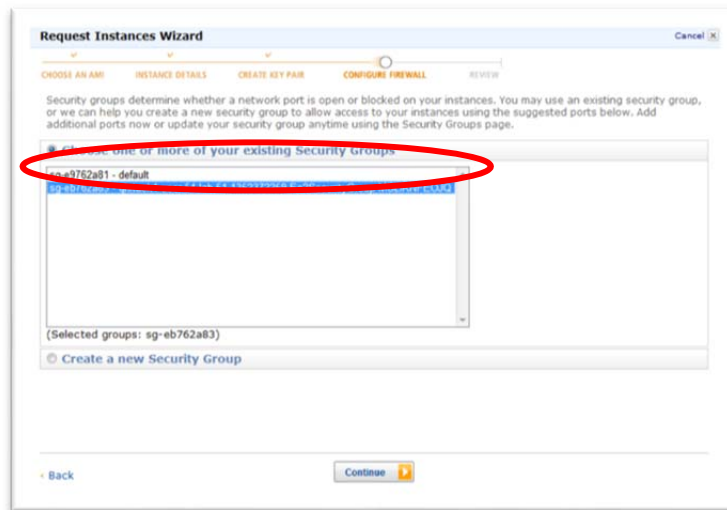 Request Instances Wizard
Cancel X
CHOOSE AN AMI INSTANCE DETAILS CREATE KEY PAIR CONFIGURE FIREWALL REVIEW
Security groups determine whether a network port is open or blocked on your instances. You may use an existing security group,
or we can help you create a new security group to allow access to your instances using the suggested ports below. Add
additional ports now or update your security group anytime using the Security Groups page.
Choose one or more of your existing Security Groups
sg-e9762a81 - default
sg-eb762a83 -
(Selected groups: sg-eb762a83)
Create a new Security Group
Back
Continue